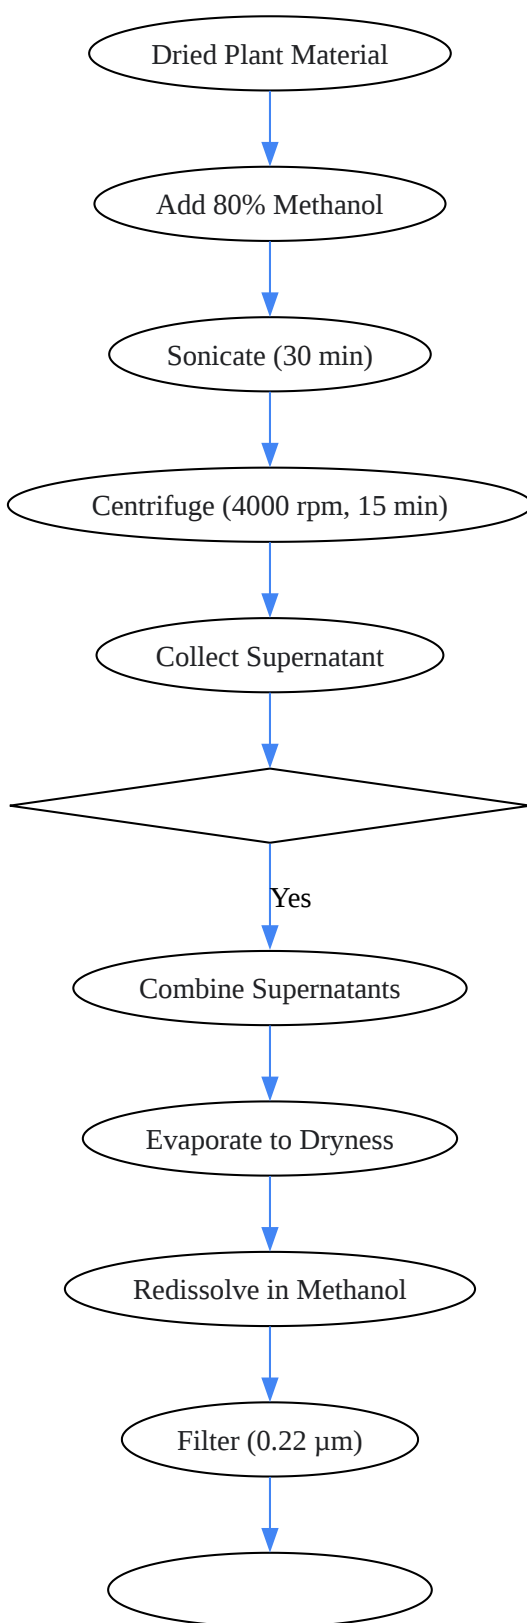 Dried Plant Material
Add 80% Methanol
Sonicate (30 min)
Centrifuge (4000 rpm, 15 min)
Collect Supernatant
Yes
Combine Supernatants
Evaporate to Dryness
Redissolve in Methanol
Filter (0.22 µm)